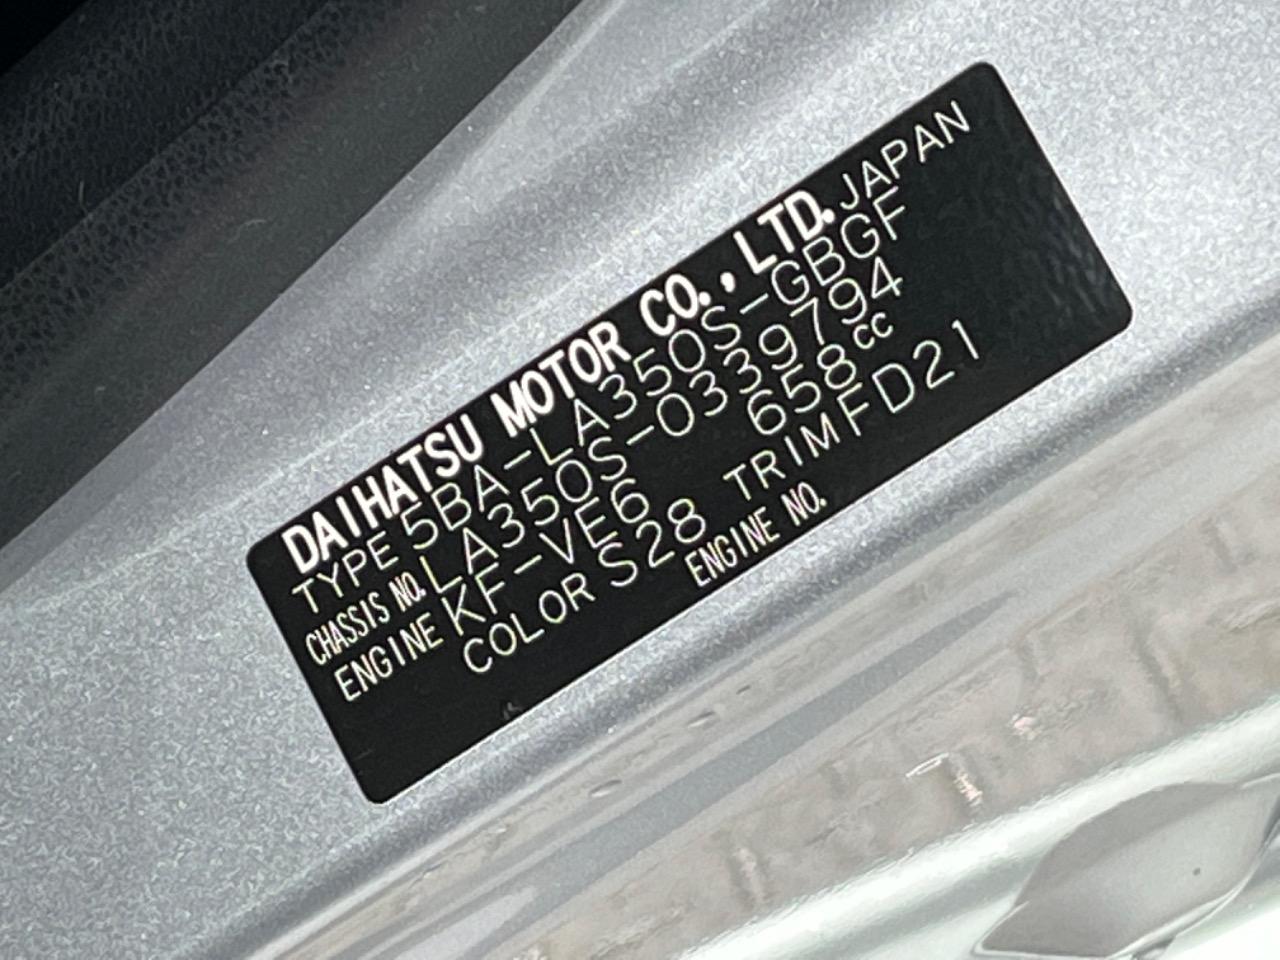 DAIHATSU MOTOR CO., LTD. JAPAN
TYPE 5BA-LA350S-GBGF
CHASSIS NO. LA350S-0339794
ENGINE KF-VE6 658cc
COLOR S28 TRIM FD21
ENGINE NO.